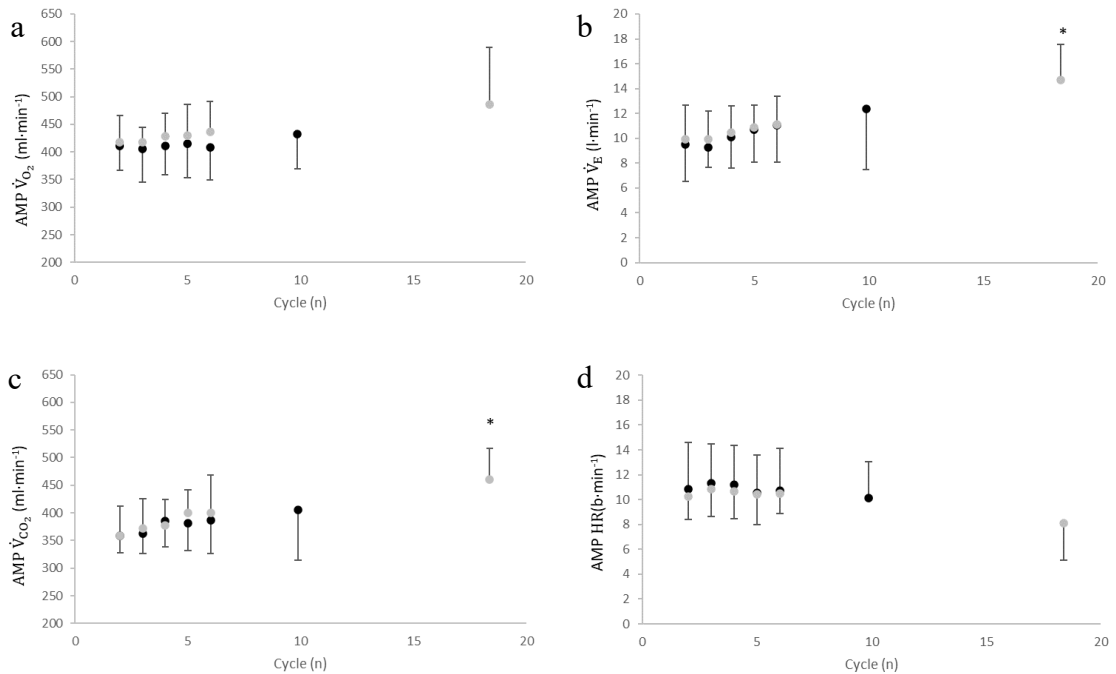 a
AMP V̇O₂ (ml·min⁻¹)
650
600
550
500
450
400
350
300
250
200
0 5 10 15 20
Cycle (n)
b
AMP V̇E (l·min⁻¹)
20
18
16
14
12
10
8
6
4
2
0
*
0 5 10 15 20
Cycle (n)
c
AMP V̇CO₂ (ml·min⁻¹)
650
600
550
500
450
400
350
300
250
200
*
0 5 10 15 20
Cycle (n)
d
AMP HR(b·min⁻¹)
20
18
16
14
12
10
8
6
4
2
0
0 5 10 15 20
Cycle (n)